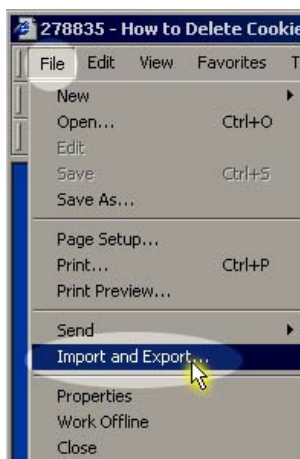 278835 - How to Delete Cookie
File Edit View Favorites T
New
Open... Ctrl+O
Edit
Save Ctrl+S
Save As...
Page Setup...
Print... Ctrl+P
Print Preview...
Send
Import and Export...
Properties
Work Offline
Close